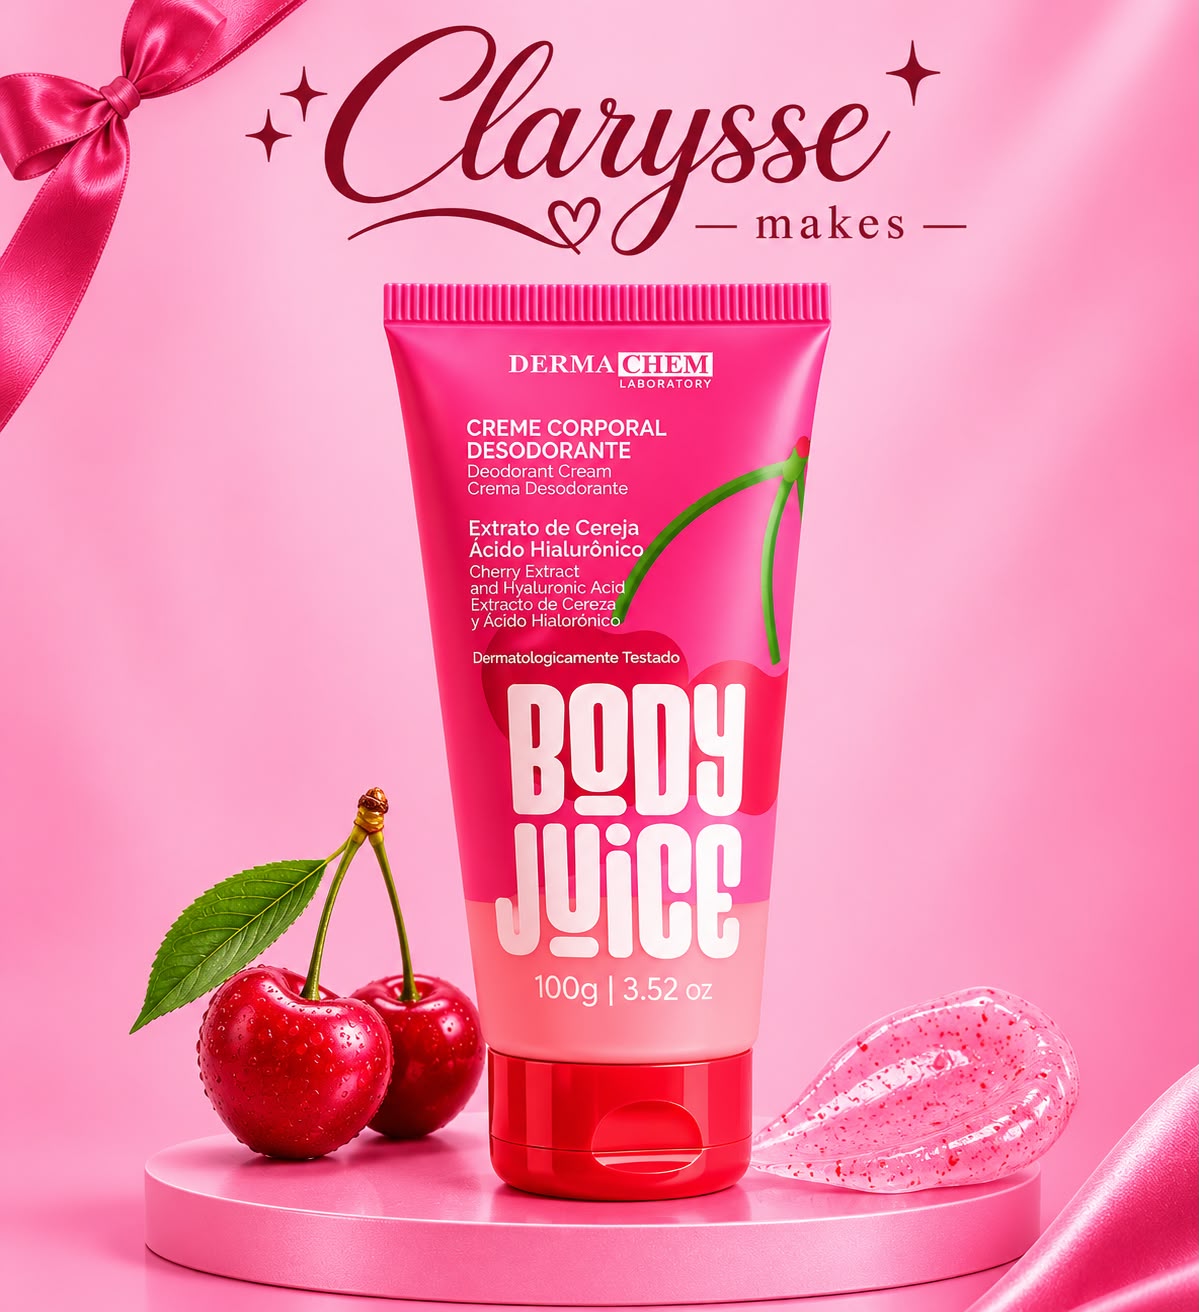 Clarysse
makes
DERMA CHEM
LABORATORY
CREME CORPORAL
DESODORANTE
Deodorant Cream
Crema Desodorante
Extrato de Cereja
Ácido Hialurônico
Cherry Extract
and Hyaluronic Acid
Extracto de Cereza
y Ácido Hialorónico
Dermatologicamente Testado
BODY
JUICE
100g | 3.52 oz